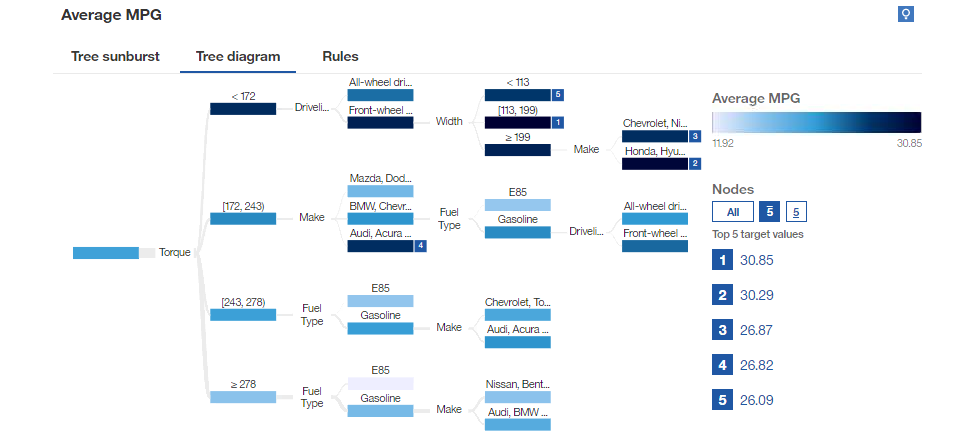 Average MPG
Tree sunburst
Tree diagram
Rules
< 172
Driveli...
All-wheel dri...
Front-wheel ...
Width
< 113
5
[113, 199)
1
≥ 199
Make
Chevrolet, Ni...
3
Honda, Hyu...
2
Torque
[172, 243)
Make
Mazda, Dod...
BMW, Chevr...
Audi, Acura ...
4
Fuel
Type
E85
Gasoline
Driveli...
All-wheel dri...
Front-wheel ...
[243, 278)
Fuel
Type
E85
Gasoline
Make
Chevrolet, To...
Audi, Acura ...
≥ 278
Fuel
Type
E85
Gasoline
Make
Nissan, Bent...
Audi, BMW ...
Average MPG
11.92
30.85
Nodes
All
5
5
Top 5 target values
1 30.85
2 30.29
3 26.87
4 26.82
5 26.09